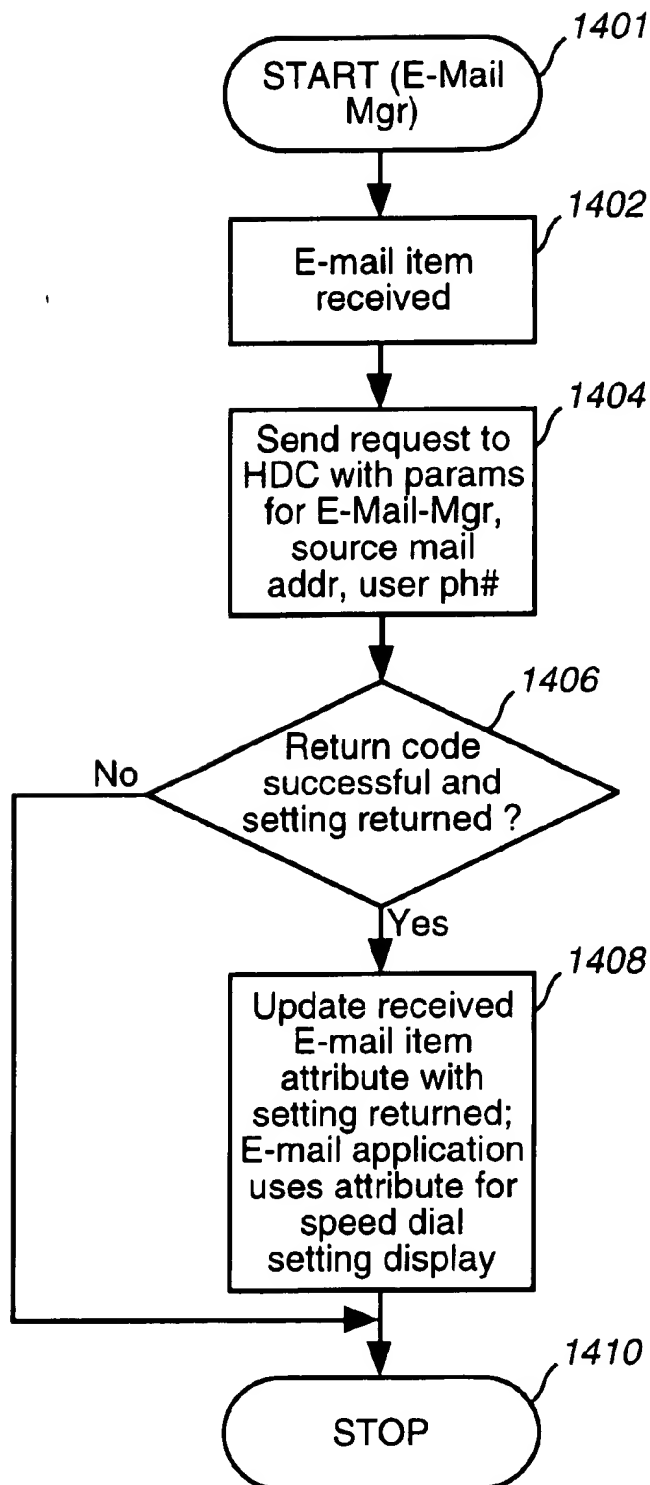 1401
START (E-Mail
Mgr)
1402
E-mail item
received
1404
Send request to
HDC with params
for E-Mail-Mgr,
source mail
addr, user ph#
1406
Return code
successful and
setting returned ?
No
Yes
1408
Update received
E-mail item
attribute with
setting returned;
E-mail application
uses attribute for
speed dial
setting display
1410
STOP